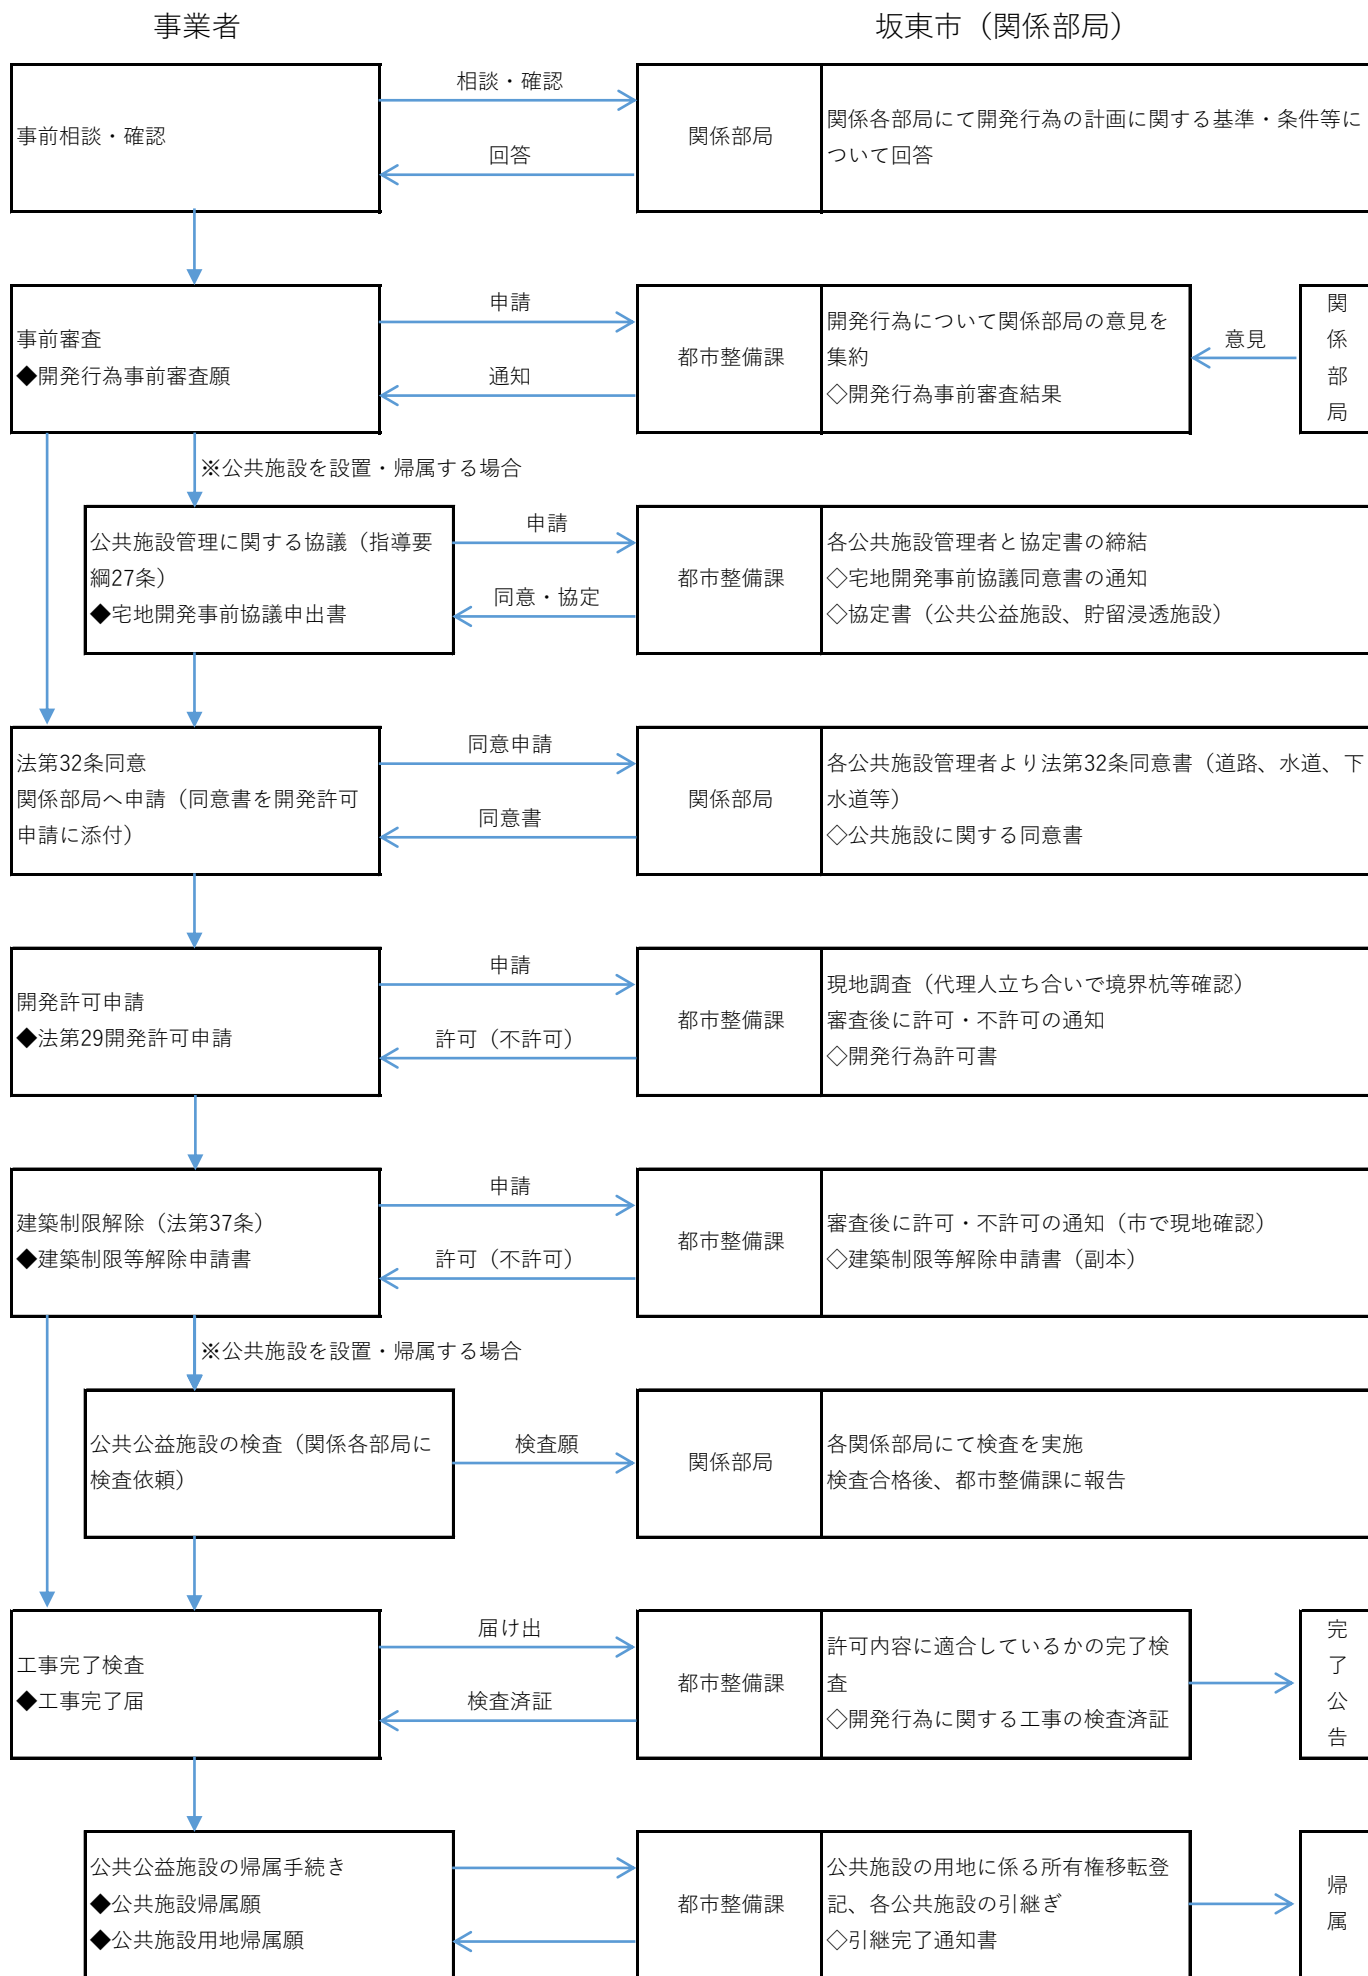 事業者
坂東市（関係部局）
事前相談・確認
相談・確認
回答
関係部局
関係各部局にて開発行為の計画に関する基準・条件等に
ついて回答
事前審査
◆開発行為事前審査願
申請
通知
都市整備課
開発行為について関係部局の意見を
集約
◇開発行為事前審査結果
意見
関
係
部
局
※公共施設を設置・帰属する場合
公共施設管理に関する協議（指導要
綱27条）
◆宅地開発事前協議申出書
申請
同意・協定
都市整備課
各公共施設管理者と協定書の締結
◇宅地開発事前協議同意書の通知
◇協定書（公共公益施設、貯留浸透施設）
法第32条同意
関係部局へ申請（同意書を開発許可
申請に添付）
同意申請
同意書
関係部局
各公共施設管理者より法第32条同意書（道路、水道、下
水道等）
◇公共施設に関する同意書
開発許可申請
◆法第29開発許可申請
申請
許可（不許可）
都市整備課
現地調査（代理人立ち合いで境界杭等確認）
審査後に許可・不許可の通知
◇開発行為許可書
建築制限解除（法第37条）
◆建築制限等解除申請書
申請
許可（不許可）
都市整備課
審査後に許可・不許可の通知（市で現地確認）
◇建築制限等解除申請書（副本）
※公共施設を設置・帰属する場合
公共公益施設の検査（関係各部局に
検査依頼）
検査願
関係部局
各関係部局にて検査を実施
検査合格後、都市整備課に報告
工事完了検査
◆工事完了届
届け出
検査済証
都市整備課
許可内容に適合しているかの完了検
査
◇開発行為に関する工事の検査済証
完
了
公
告
公共公益施設の帰属手続き
◆公共施設帰属願
◆公共施設用地帰属願
都市整備課
公共施設の用地に係る所有権移転登
記、各公共施設の引継ぎ
◇引継完了通知書
帰
属